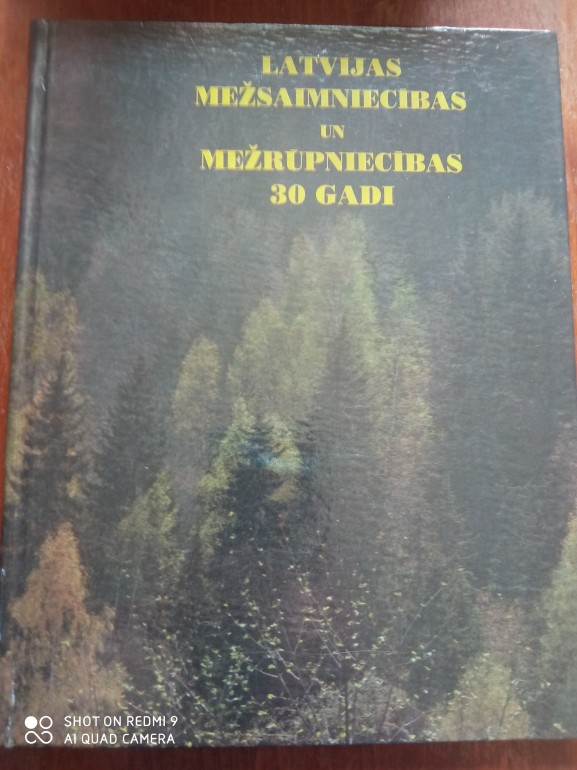 LATVIJAS
MEŽSAIMNIECĪBAS
UN
MEŽRŪPNIECĪBAS
30 GADI
SHOT ON REDMI 9
AI QUAD CAMERA